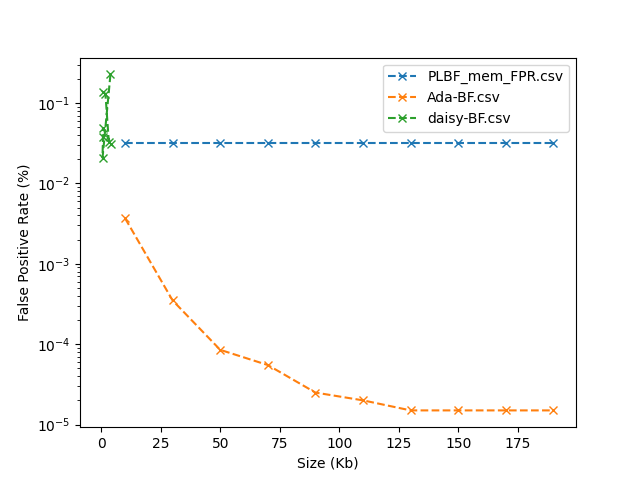 PLBF_mem_FPR.csv
Ada-BF.csv
daisy-BF.csv
False Positive Rate (%)
10⁻¹
10⁻²
10⁻³
10⁻⁴
10⁻⁵
0 25 50 75 100 125 150 175
Size (Kb)